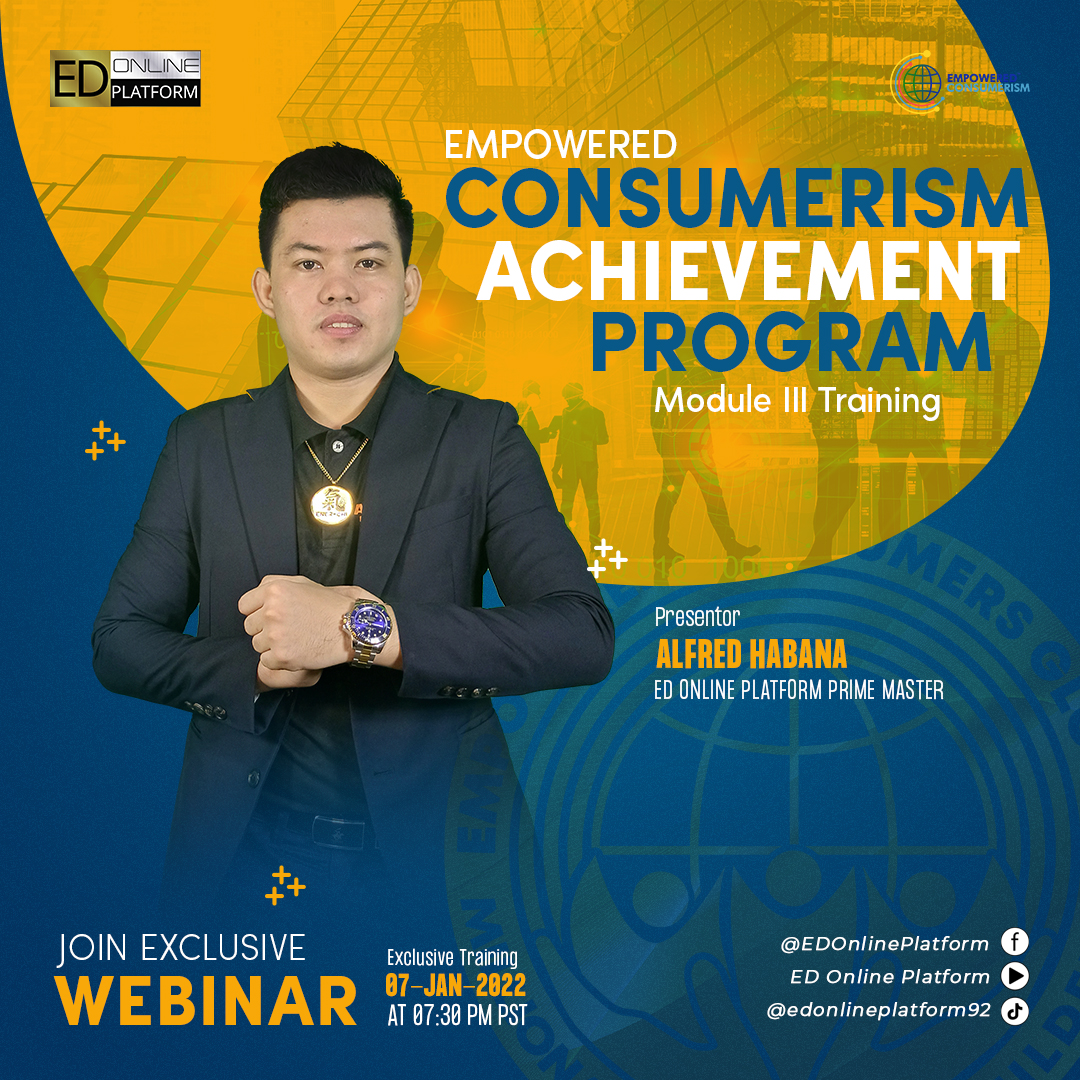 ED ONLINE
PLATFORM
EMPOWERED
CONSUMERISM
EMPOWERED
CONSUMERISM
ACHIEVEMENT
PROGRAM
Module III Training
氣
Presentor
ALFRED HABANA
ED ONLINE PLATFORM PRIME MASTER
JOIN EXCLUSIVE
WEBINAR
Exclusive Training
07-JAN-2022
AT 07:30 PM PST
@EDOnlinePlatform
ED Online Platform
@edonlineplatform92